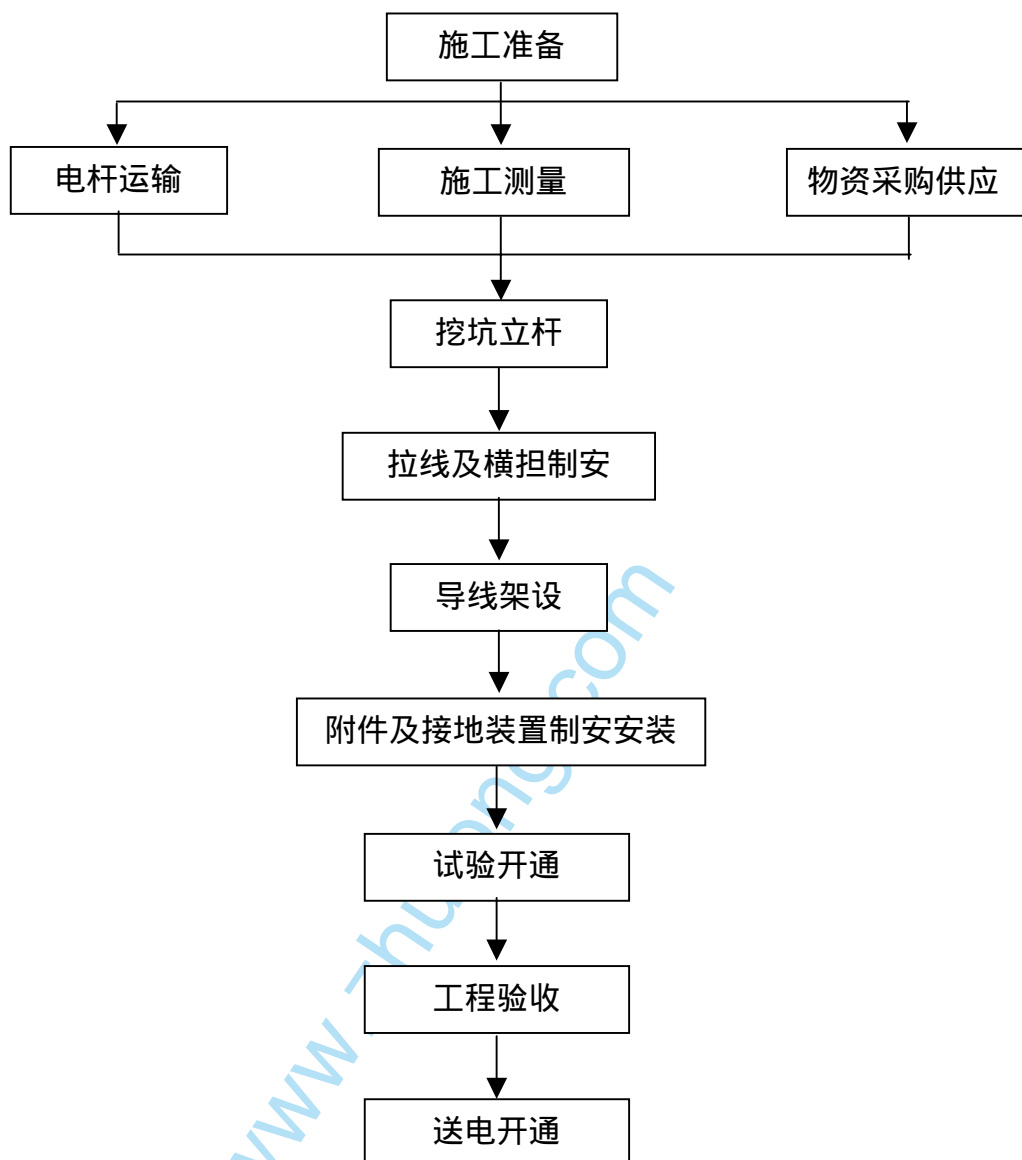 施工准备
电杆运输
施工测量
物资采购供应
挖坑立杆
拉线及横担制安
导线架设
附件及接地装置制安安装
试验开通
工程验收
送电开通